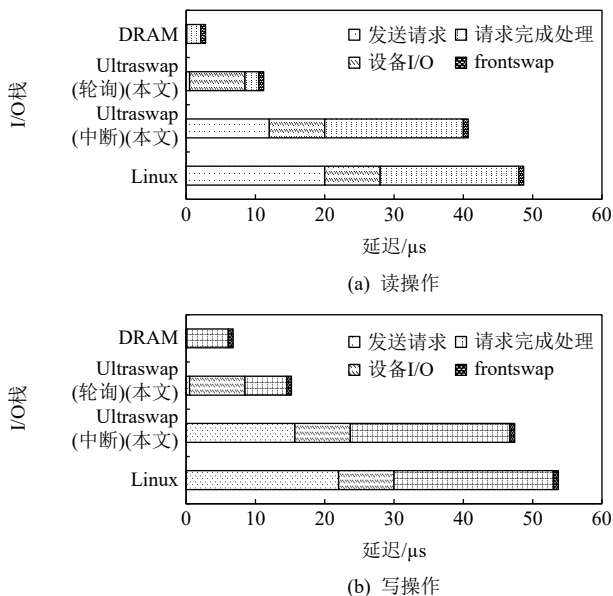 I/O栈
DRAM
Ultraswap
(轮询)(本文)
Ultraswap
(中断)(本文)
Linux
发送请求 请求完成处理
设备I/O frontswap
0 10 20 30 40 50 60
延迟/µs
(a) 读操作
I/O栈
DRAM
Ultraswap
(轮询)(本文)
Ultraswap
(中断)(本文)
Linux
发送请求 请求完成处理
设备I/O frontswap
0 10 20 30 40 50 60
延迟/µs
(b) 写操作